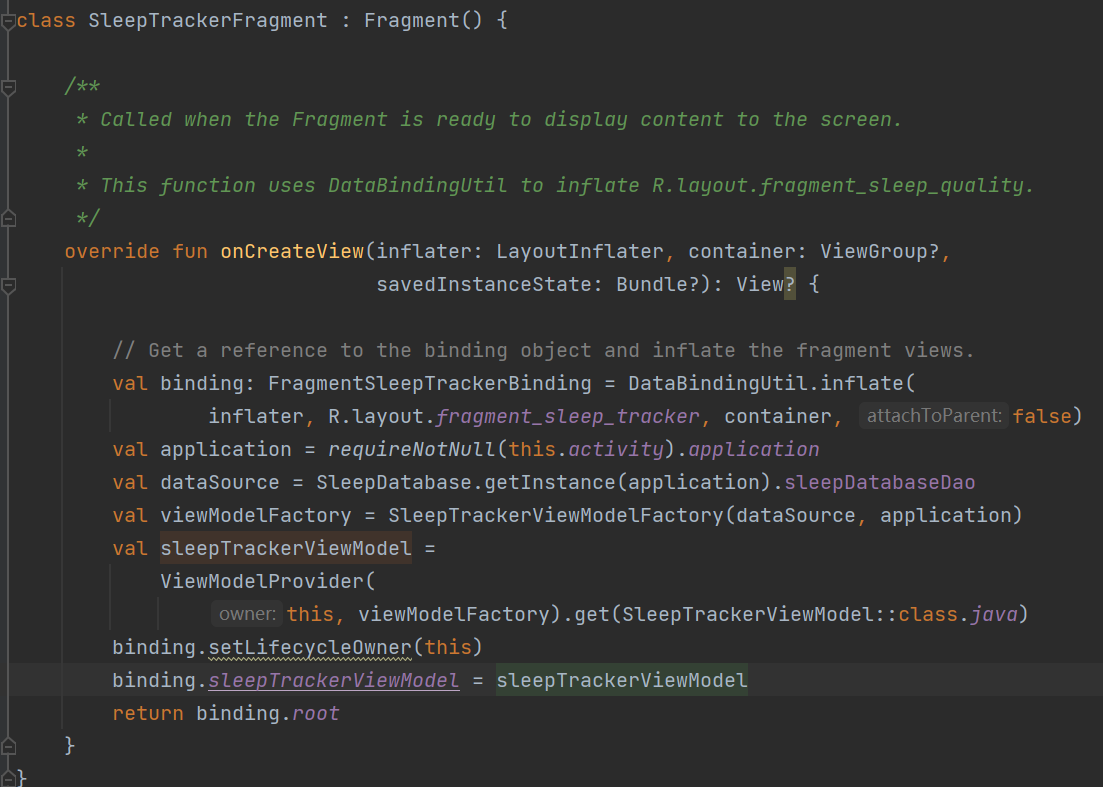 class SleepTrackerFragment : Fragment() {
/**
* Called when the Fragment is ready to display content to the screen.
*
* This function uses DataBindingUtil to inflate R.layout.fragment_sleep_quality.
*/
override fun onCreateView(inflater: LayoutInflater, container: ViewGroup?,
savedInstanceState: Bundle?): View? {
// Get a reference to the binding object and inflate the fragment views.
val binding: FragmentSleepTrackerBinding = DataBindingUtil.inflate(
inflater, R.layout.fragment_sleep_tracker, container, attachToParent: false)
val application = requireNotNull(this.activity).application
val dataSource = SleepDatabase.getInstance(application).sleepDatabaseDao
val viewModelFactory = SleepTrackerViewModelFactory(dataSource, application)
val sleepTrackerViewModel =
ViewModelProvider(
owner: this, viewModelFactory).get(SleepTrackerViewModel::class.java)
binding.setLifecycleOwner(this)
binding.sleepTrackerViewModel = sleepTrackerViewModel
return binding.root
}
}